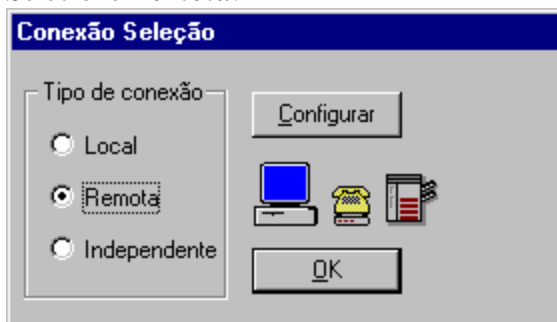 Conexão Seleção
Tipo de conexão
Configurar
Local
Remota
Independente
OK